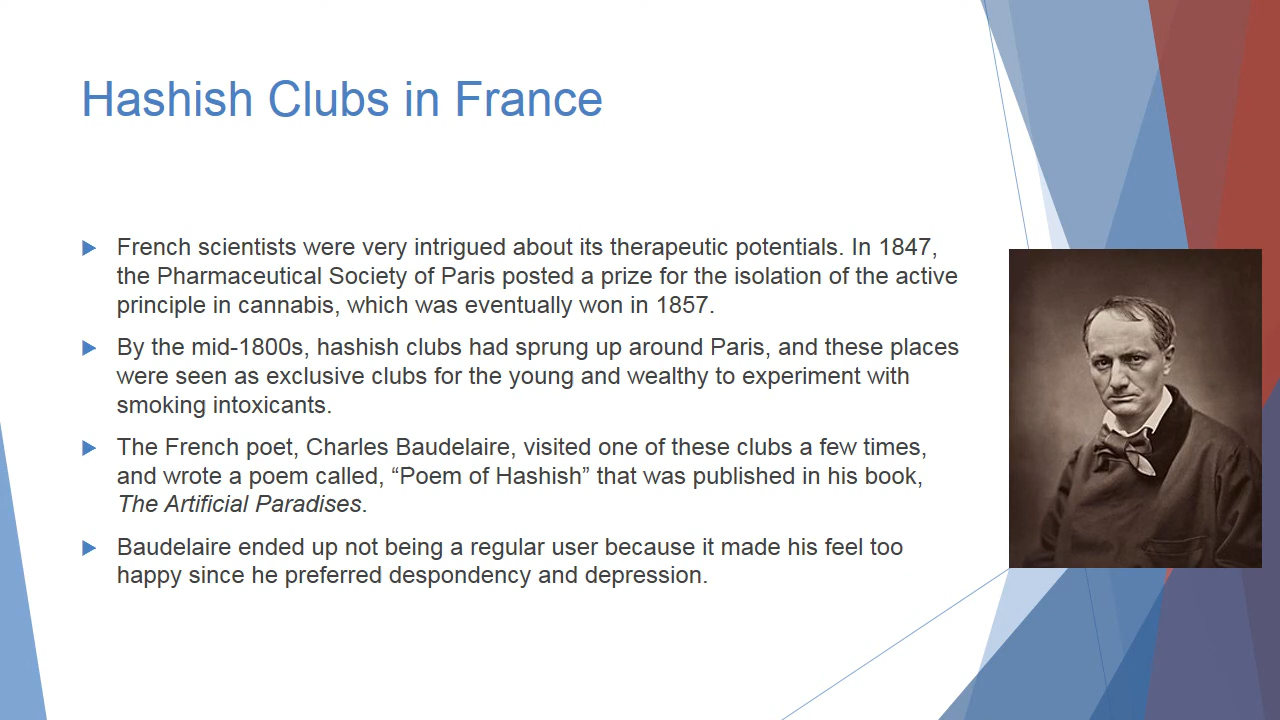 Hashish Clubs in France
French scientists were very intrigued about its therapeutic potentials. In 1847,
the Pharmaceutical Society of Paris posted a prize for the isolation of the active
principle in cannabis, which was eventually won in 1857.
By the mid-1800s, hashish clubs had sprung up around Paris, and these places
were seen as exclusive clubs for the young and wealthy to experiment with
smoking intoxicants.
The French poet, Charles Baudelaire, visited one of these clubs a few times,
and wrote a poem called, “Poem of Hashish” that was published in his book,
The Artificial Paradises.
Baudelaire ended up not being a regular user because it made his feel too
happy since he preferred despondency and depression.